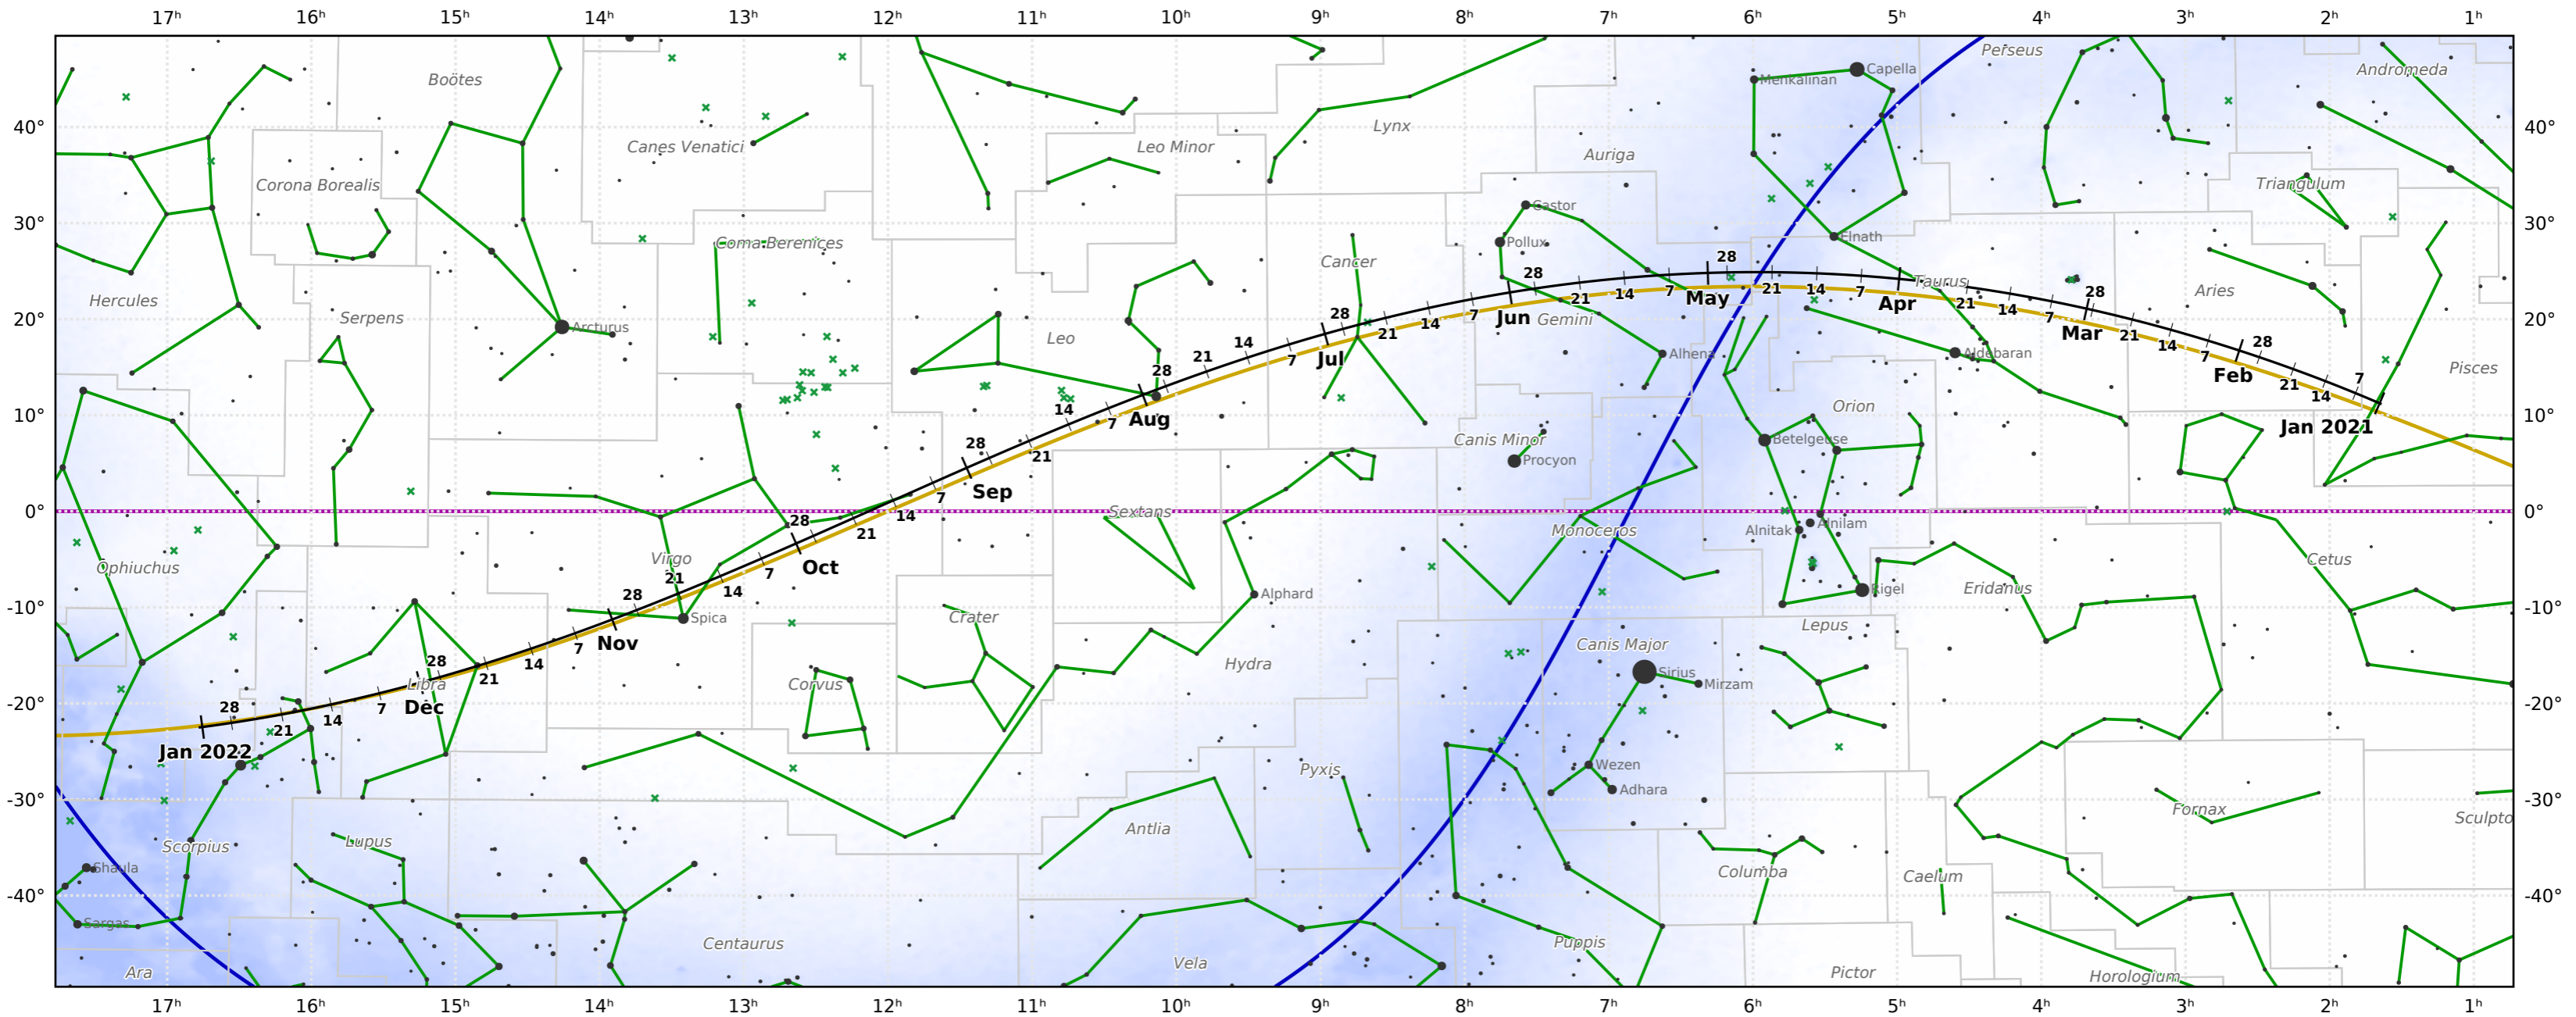 17ʰ 16ʰ 15ʰ 14ʰ 13ʰ 12ʰ 11ʰ 10ʰ 9ʰ 8ʰ 7ʰ 6ʰ 5ʰ 4ʰ 3ʰ 2ʰ 1ʰ
Perseus
Boötes Menkalinan Capella Andromeda
40° Lynx 40°
Canes Venatici Leo Minor Auriga
Corona Borealis Triangulum
Castor
30° 30°
Coma Berenices Pollux Elnath
Cancer 28
Hercules 28 Taurus Aries
21 14 7 May 21 14 7 Apr 21 14 7 28
20° Serpens Arcturus Leo 28 21 14 7 Jun Gemini Mar 21 14 7 28 20°
14 7 Jul Alhena Aldebaran Feb 21 14 7 Pisces
28 21
10° 14 7 Aug Orion Jan 2021 10°
Canis Minor Betelgeuse
28 21 Procyon
7 Sep
0° 28 21 14 Sextans Monoceros Alnitak Alnilam 0°
Virgo 7 Oct Cetus
Ophiuchus 21 14
-10° 28 Spica Crater Alphard Rigel Eridanus -10°
7 Nov Lepus
28 21 14 Hydra Canis Major
Libra Corvus Sirius Mirzam
-20° 28 21 14 7 Dec -20°
Jan 2022
Pyxis Wezen
-30° Adhara -30°
Scorpius Lupus Antlia Fornax Sculpto
Shaula Columba Caelum
-40° -40°
Sargas
Centaurus Puppis
Ara Vela Pictor Horologium
17ʰ 16ʰ 15ʰ 14ʰ 13ʰ 12ʰ 11ʰ 10ʰ 9ʰ 8ʰ 7ʰ 6ʰ 5ʰ 4ʰ 3ʰ 2ʰ 1ʰ